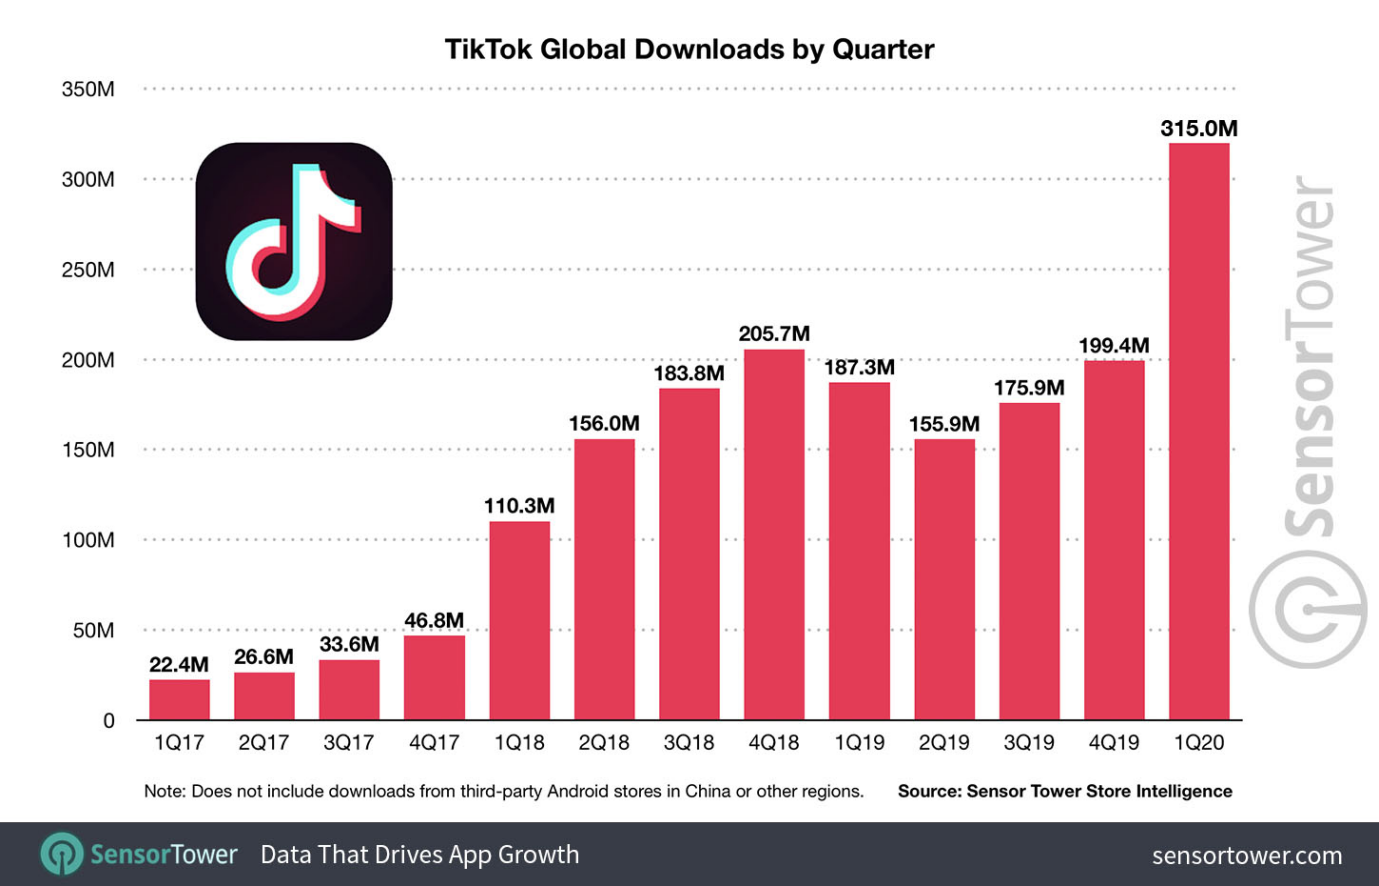 TikTok Global Downloads by Quarter
350M
300M
250M
200M
150M
100M
50M
0
22.4M
26.6M
33.6M
46.8M
110.3M
156.0M
183.8M
205.7M
187.3M
155.9M
175.9M
199.4M
315.0M
1Q17 2Q17 3Q17 4Q17 1Q18 2Q18 3Q18 4Q18 1Q19 2Q19 3Q19 4Q19 1Q20
SensorTower
Note: Does not include downloads from third-party Android stores in China or other regions. Source: Sensor Tower Store Intelligence
SensorTower Data That Drives App Growth sensortower.com